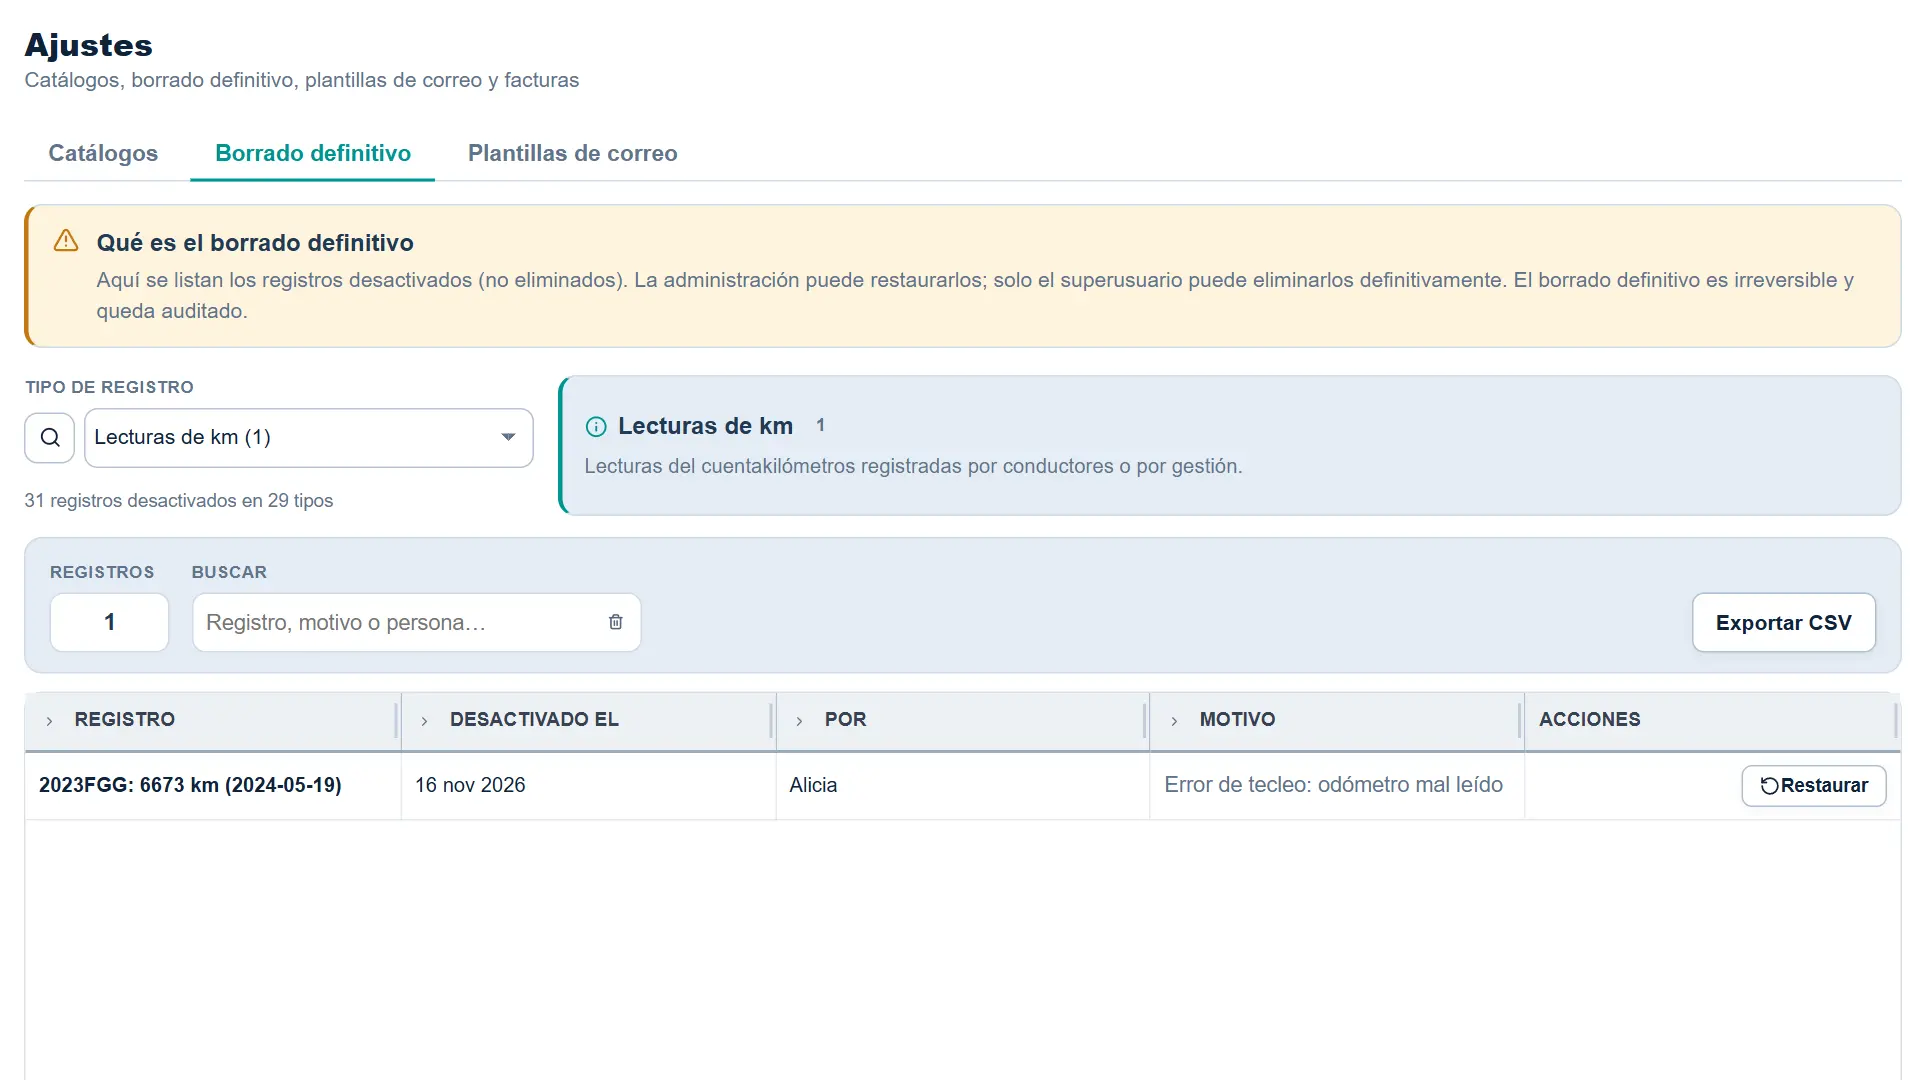 Ajustes
Catálogos, borrado definitivo, plantillas de correo y facturas
Catálogos
Borrado definitivo
Plantillas de correo
Qué es el borrado definitivo
Aquí se listan los registros desactivados (no eliminados). La administración puede restaurarlos; solo el superusuario puede eliminarlos definitivamente. El borrado definitivo es irreversible y
queda auditado.
TIPO DE REGISTRO
Lecturas de km (1)
31 registros desactivados en 29 tipos
Lecturas de km 1
Lecturas del cuentakilómetros registradas por conductores o por gestión.
REGISTROS
1
BUSCAR
Registro, motivo o persona…
Exportar CSV
REGISTRO
DESACTIVADO EL
POR
MOTIVO
ACCIONES
2023FGG: 6673 km (2024-05-19)
16 nov 2026
Alicia
Error de tecleo: odómetro mal leído
Restaurar